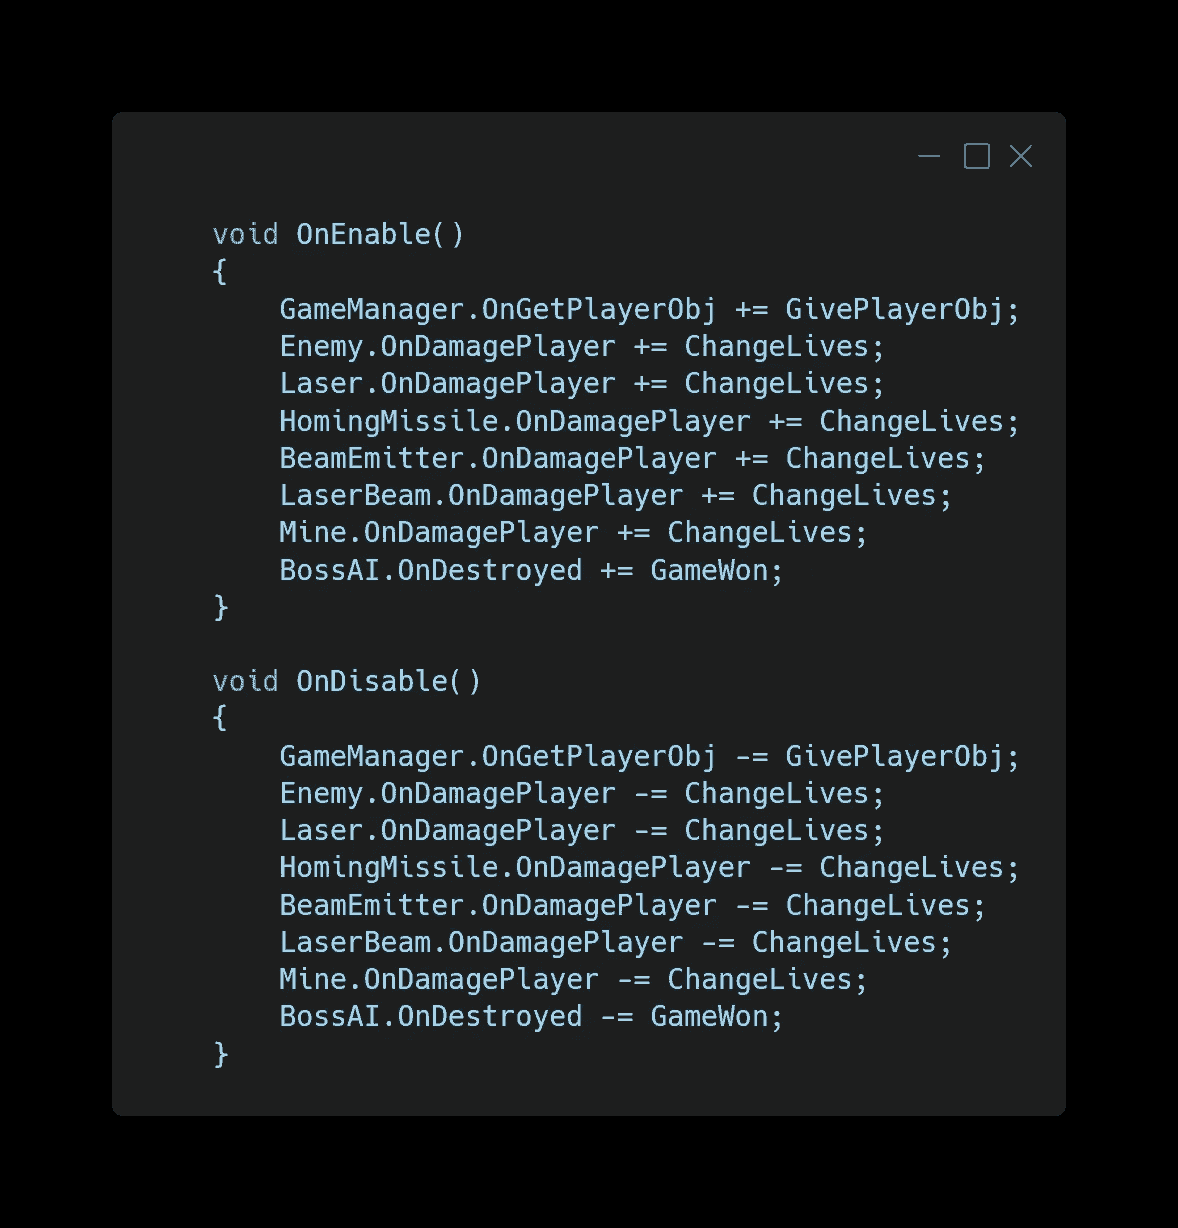 void OnEnable()
{
    GameManager.OnGetPlayerObj += GivePlayerObj;
    Enemy.OnDamagePlayer += ChangeLives;
    Laser.OnDamagePlayer += ChangeLives;
    HomingMissile.OnDamagePlayer += ChangeLives;
    BeamEmitter.OnDamagePlayer += ChangeLives;
    LaserBeam.OnDamagePlayer += ChangeLives;
    Mine.OnDamagePlayer += ChangeLives;
    BossAI.OnDestroyed += GameWon;
}

void OnDisable()
{
    GameManager.OnGetPlayerObj -= GivePlayerObj;
    Enemy.OnDamagePlayer -= ChangeLives;
    Laser.OnDamagePlayer -= ChangeLives;
    HomingMissile.OnDamagePlayer -= ChangeLives;
    BeamEmitter.OnDamagePlayer -= ChangeLives;
    LaserBeam.OnDamagePlayer -= ChangeLives;
    Mine.OnDamagePlayer -= ChangeLives;
    BossAI.OnDestroyed -= GameWon;
}